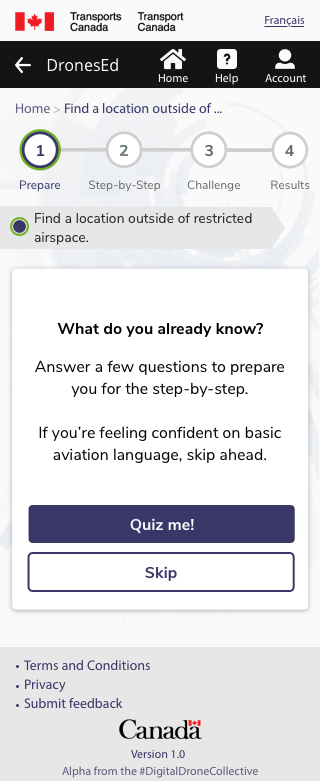 Transports Transport
Canada Canada
Français
DronesEd
Home Help Account
Home > Find a location outside of ...
1 2 3 4
Prepare Step-by-Step Challenge Results
Find a location outside of restricted
airspace.
What do you already know?
Answer a few questions to prepare
you for the step-by-step.
If you're feeling confident on basic
aviation language, skip ahead.
Quiz me!
Skip
• Terms and Conditions
• Privacy
• Submit feedback
Canada
Version 1.0
Alpha from the #DigitalDroneCollective